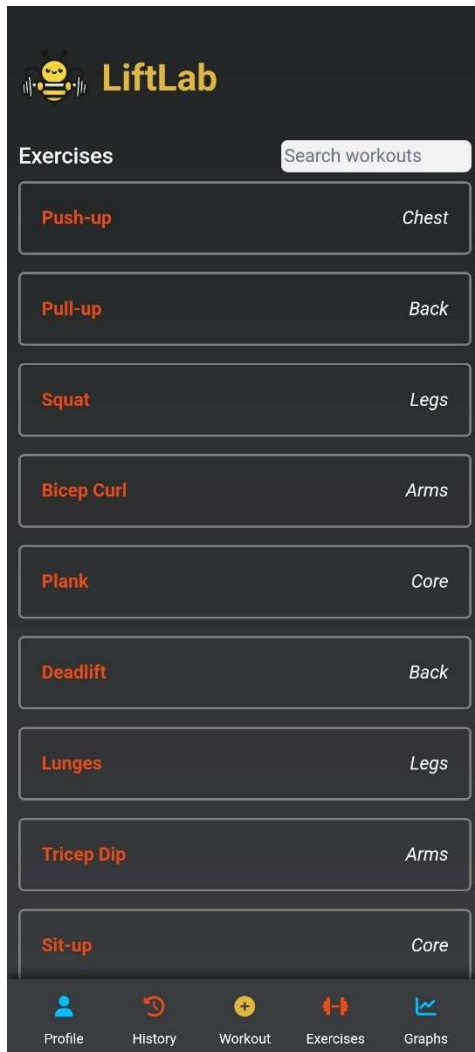 LiftLab
Exercises Search workouts
Push-up Chest
Pull-up Back
Squat Legs
Bicep Curl Arms
Plank Core
Deadlift Back
Lunges Legs
Tricep Dip Arms
Sit-up Core
Profile History Workout Exercises Graphs